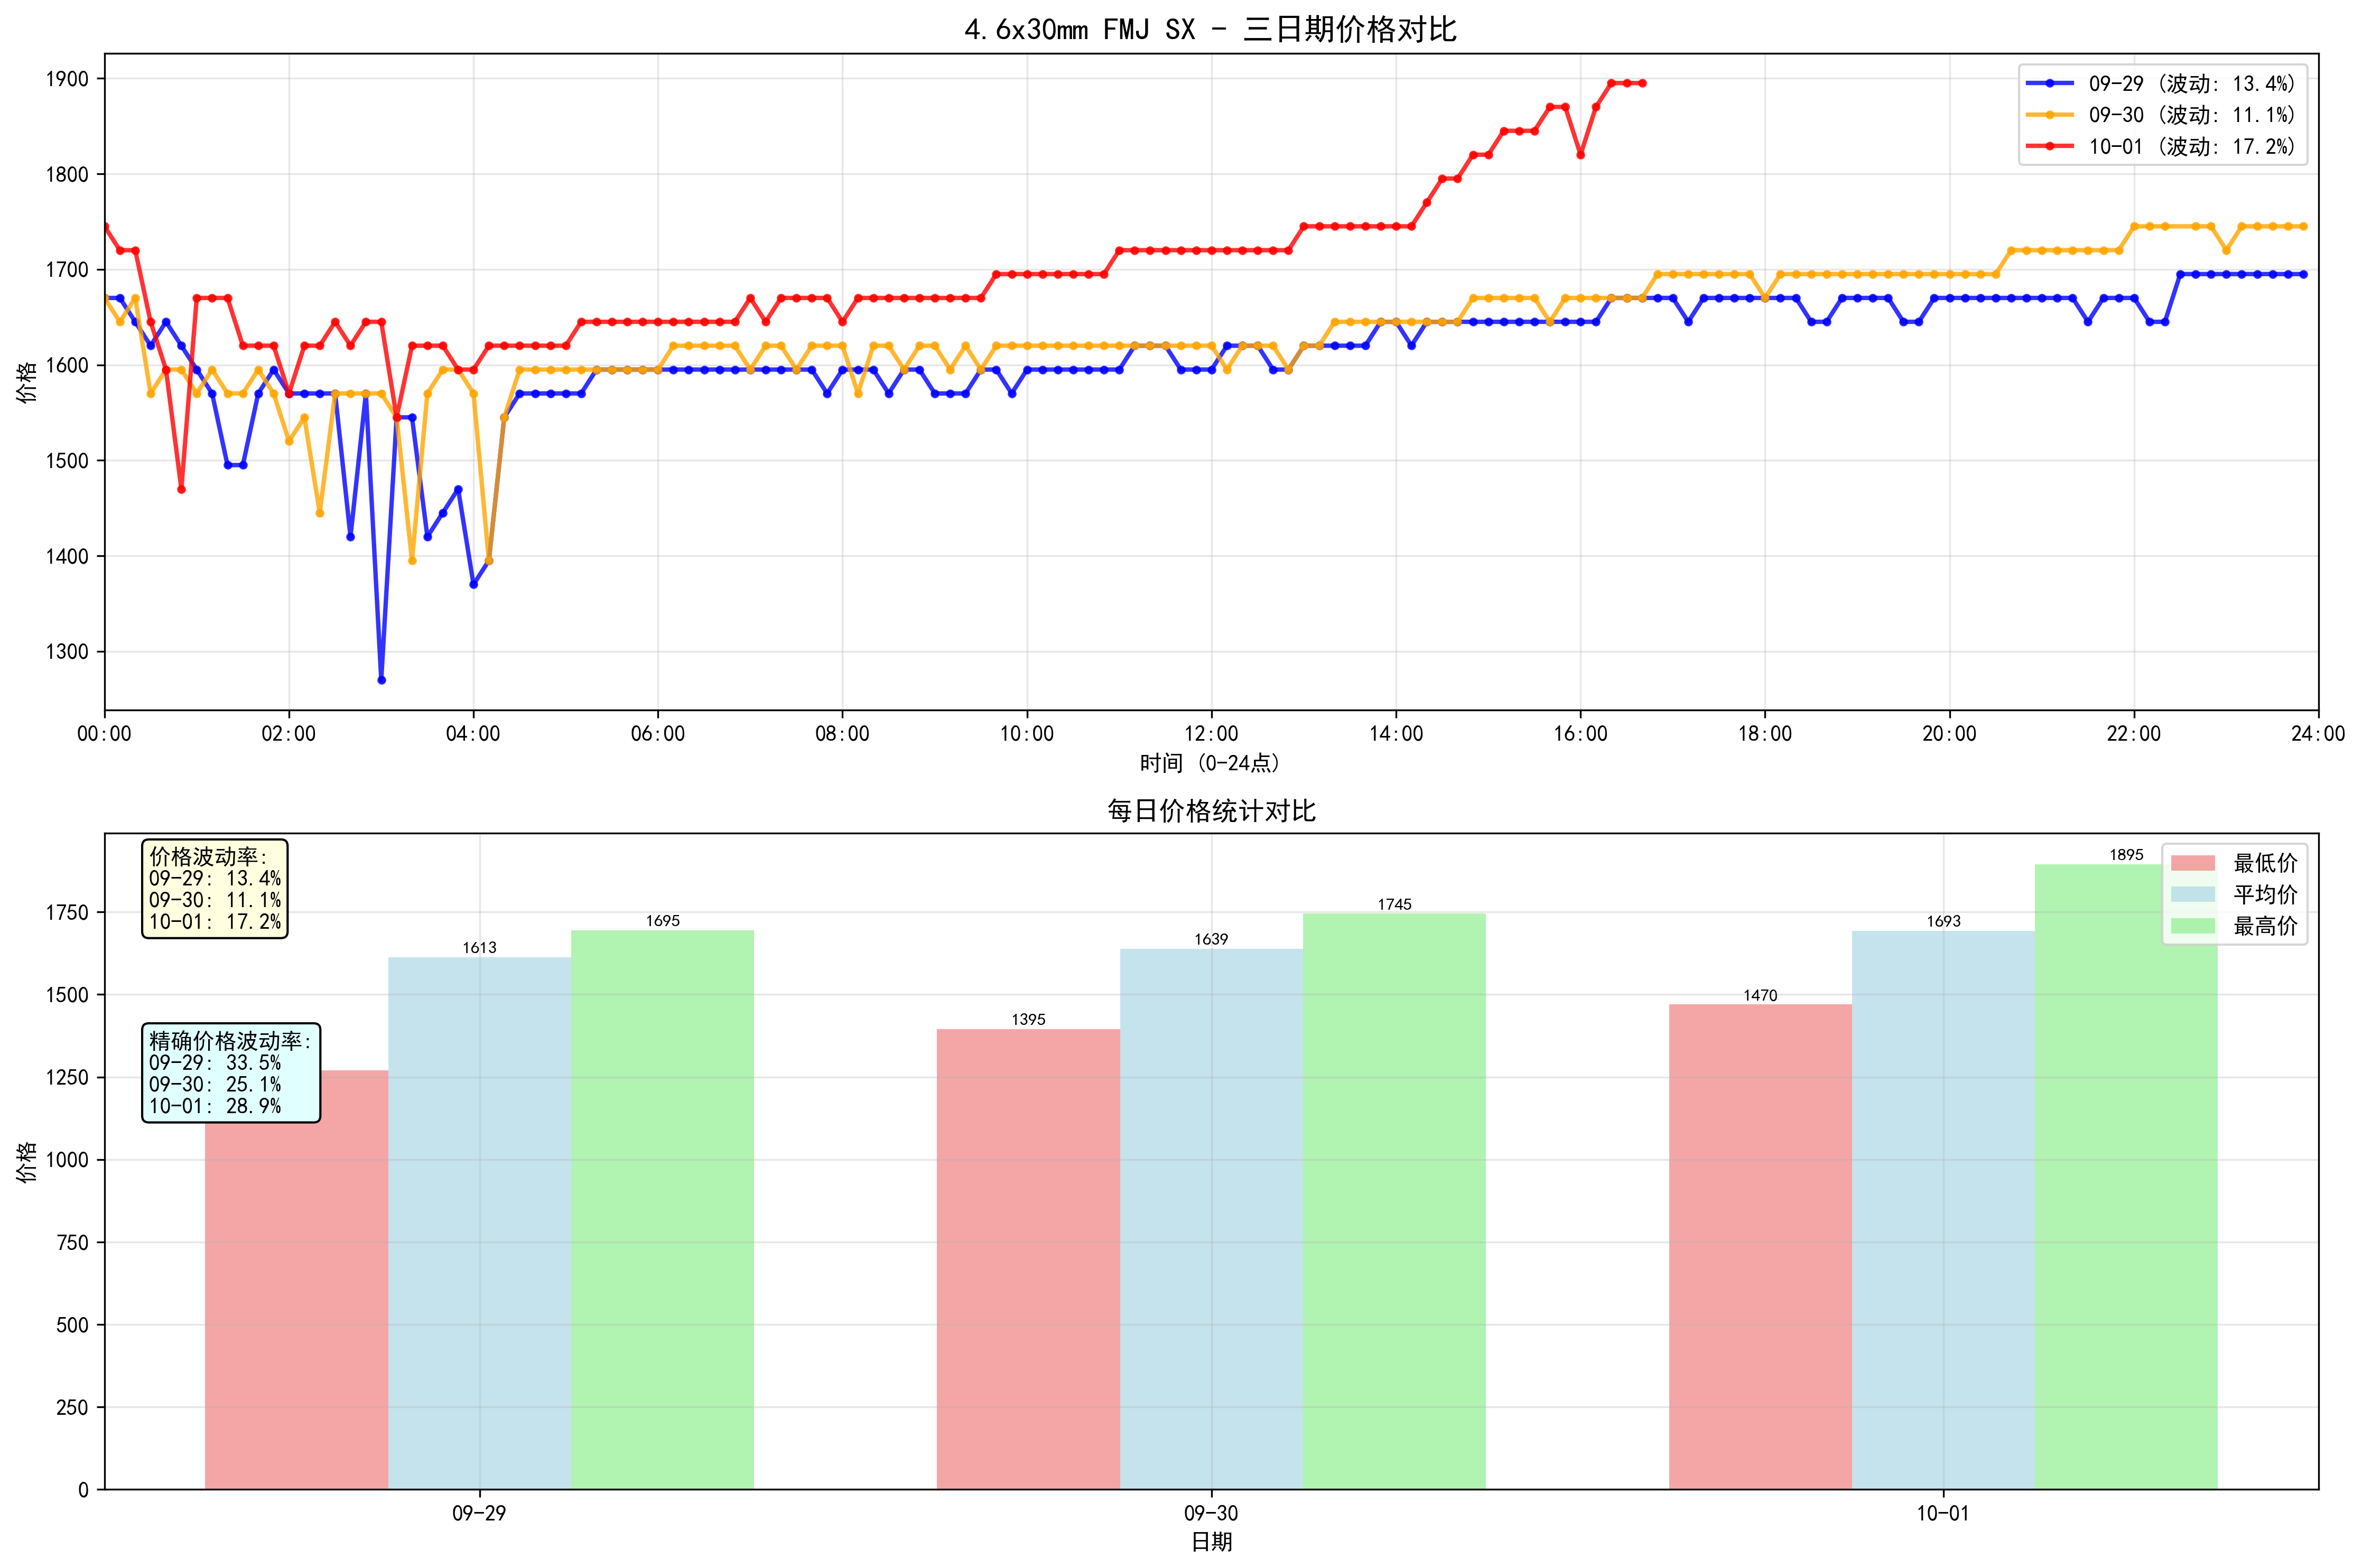 4.6x30mm FMJ SX - 三日期价格对比
09-29 (波动: 13.4%)
09-30 (波动: 11.1%)
10-01 (波动: 17.2%)
价格
1900
1800
1700
1600
1500
1400
1300
00:00 02:00 04:00 06:00 08:00 10:00 12:00 14:00 16:00 18:00 20:00 22:00 24:00
时间 (0-24点)
每日价格统计对比
价格波动率:
09-29: 13.4%
09-30: 11.1%
10-01: 17.2%
精确价格波动率:
09-29: 33.5%
09-30: 25.1%
10-01: 28.9%
最低价
平均价
最高价
1613
1695
1395
1639
1745
1470
1693
1895
价格
1750
1500
1250
1000
750
500
250
0
09-29 09-30 10-01
日期